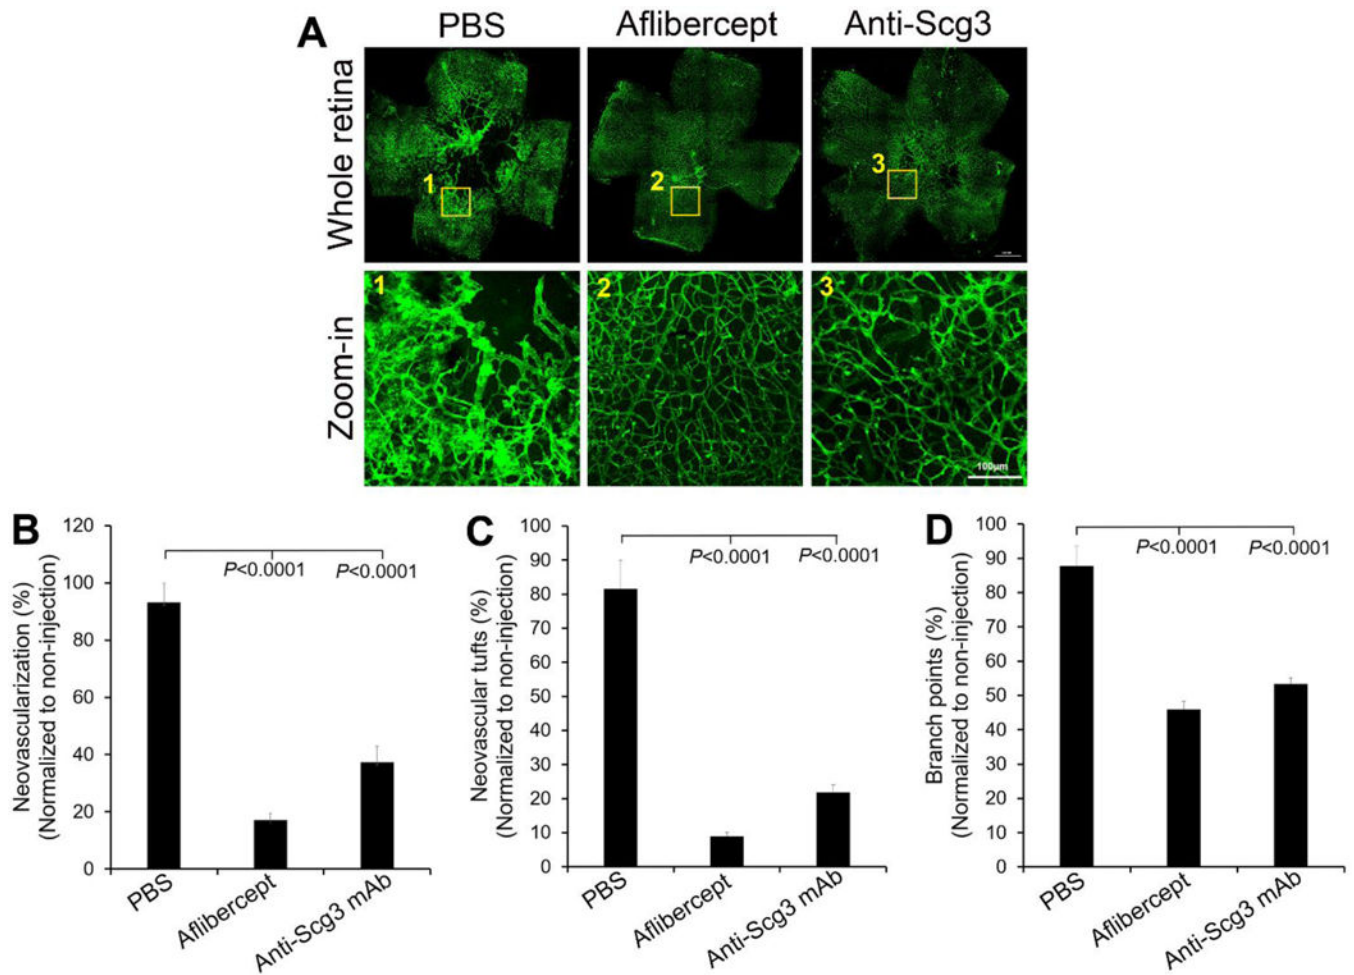 A
PBS
Aflibercept
Anti-Scg3
Whole retina
1
2
3
Zoom-in
1
2
3
100μm
B
Neovascularization (%)
(Normalized to non-injection)
120
100
80
60
40
20
0
P<0.0001
P<0.0001
PBS
Aflibercept
Anti-Scg3 mAb
C
Neovascular tufts (%)
(Normalized to non-injection)
100
90
80
70
60
50
40
30
20
10
0
P<0.0001
P<0.0001
PBS
Aflibercept
Anti-Scg3 mAb
D
Branch points (%)
(Normalized to non-injection)
100
90
80
70
60
50
40
30
20
10
0
P<0.0001
P<0.0001
PBS
Aflibercept
Anti-Scg3 mAb